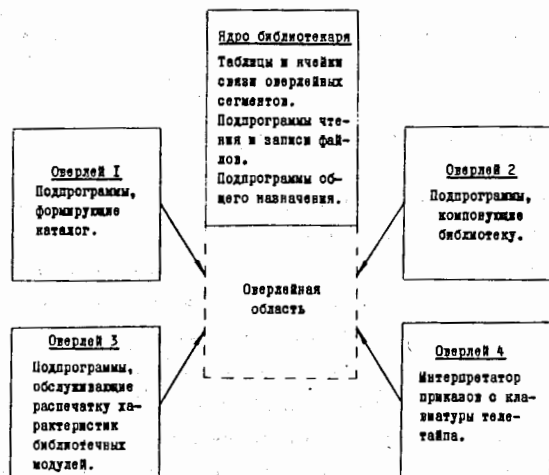 Ядро библиотекаря
Таблицы и ячейки
связи оверлейных
сегментов.
Подпрограммы чте-
ния и записи фай-
лов.
Подпрограммы об-
щего назначения.
Оверлей I
Подпрограммы,
формирующие
каталог.
Оверлей 2
Подпрограммы,
компонующие
библиотеку.
Оверлейная
область
Оверлей 3
Подпрограммы,
обслуживающие
распечатку ха-
рактеристик
библиотечных
модулей.
Оверлей 4
Интерпретатор
приказов с кла-
виатуры теле-
тайпа.